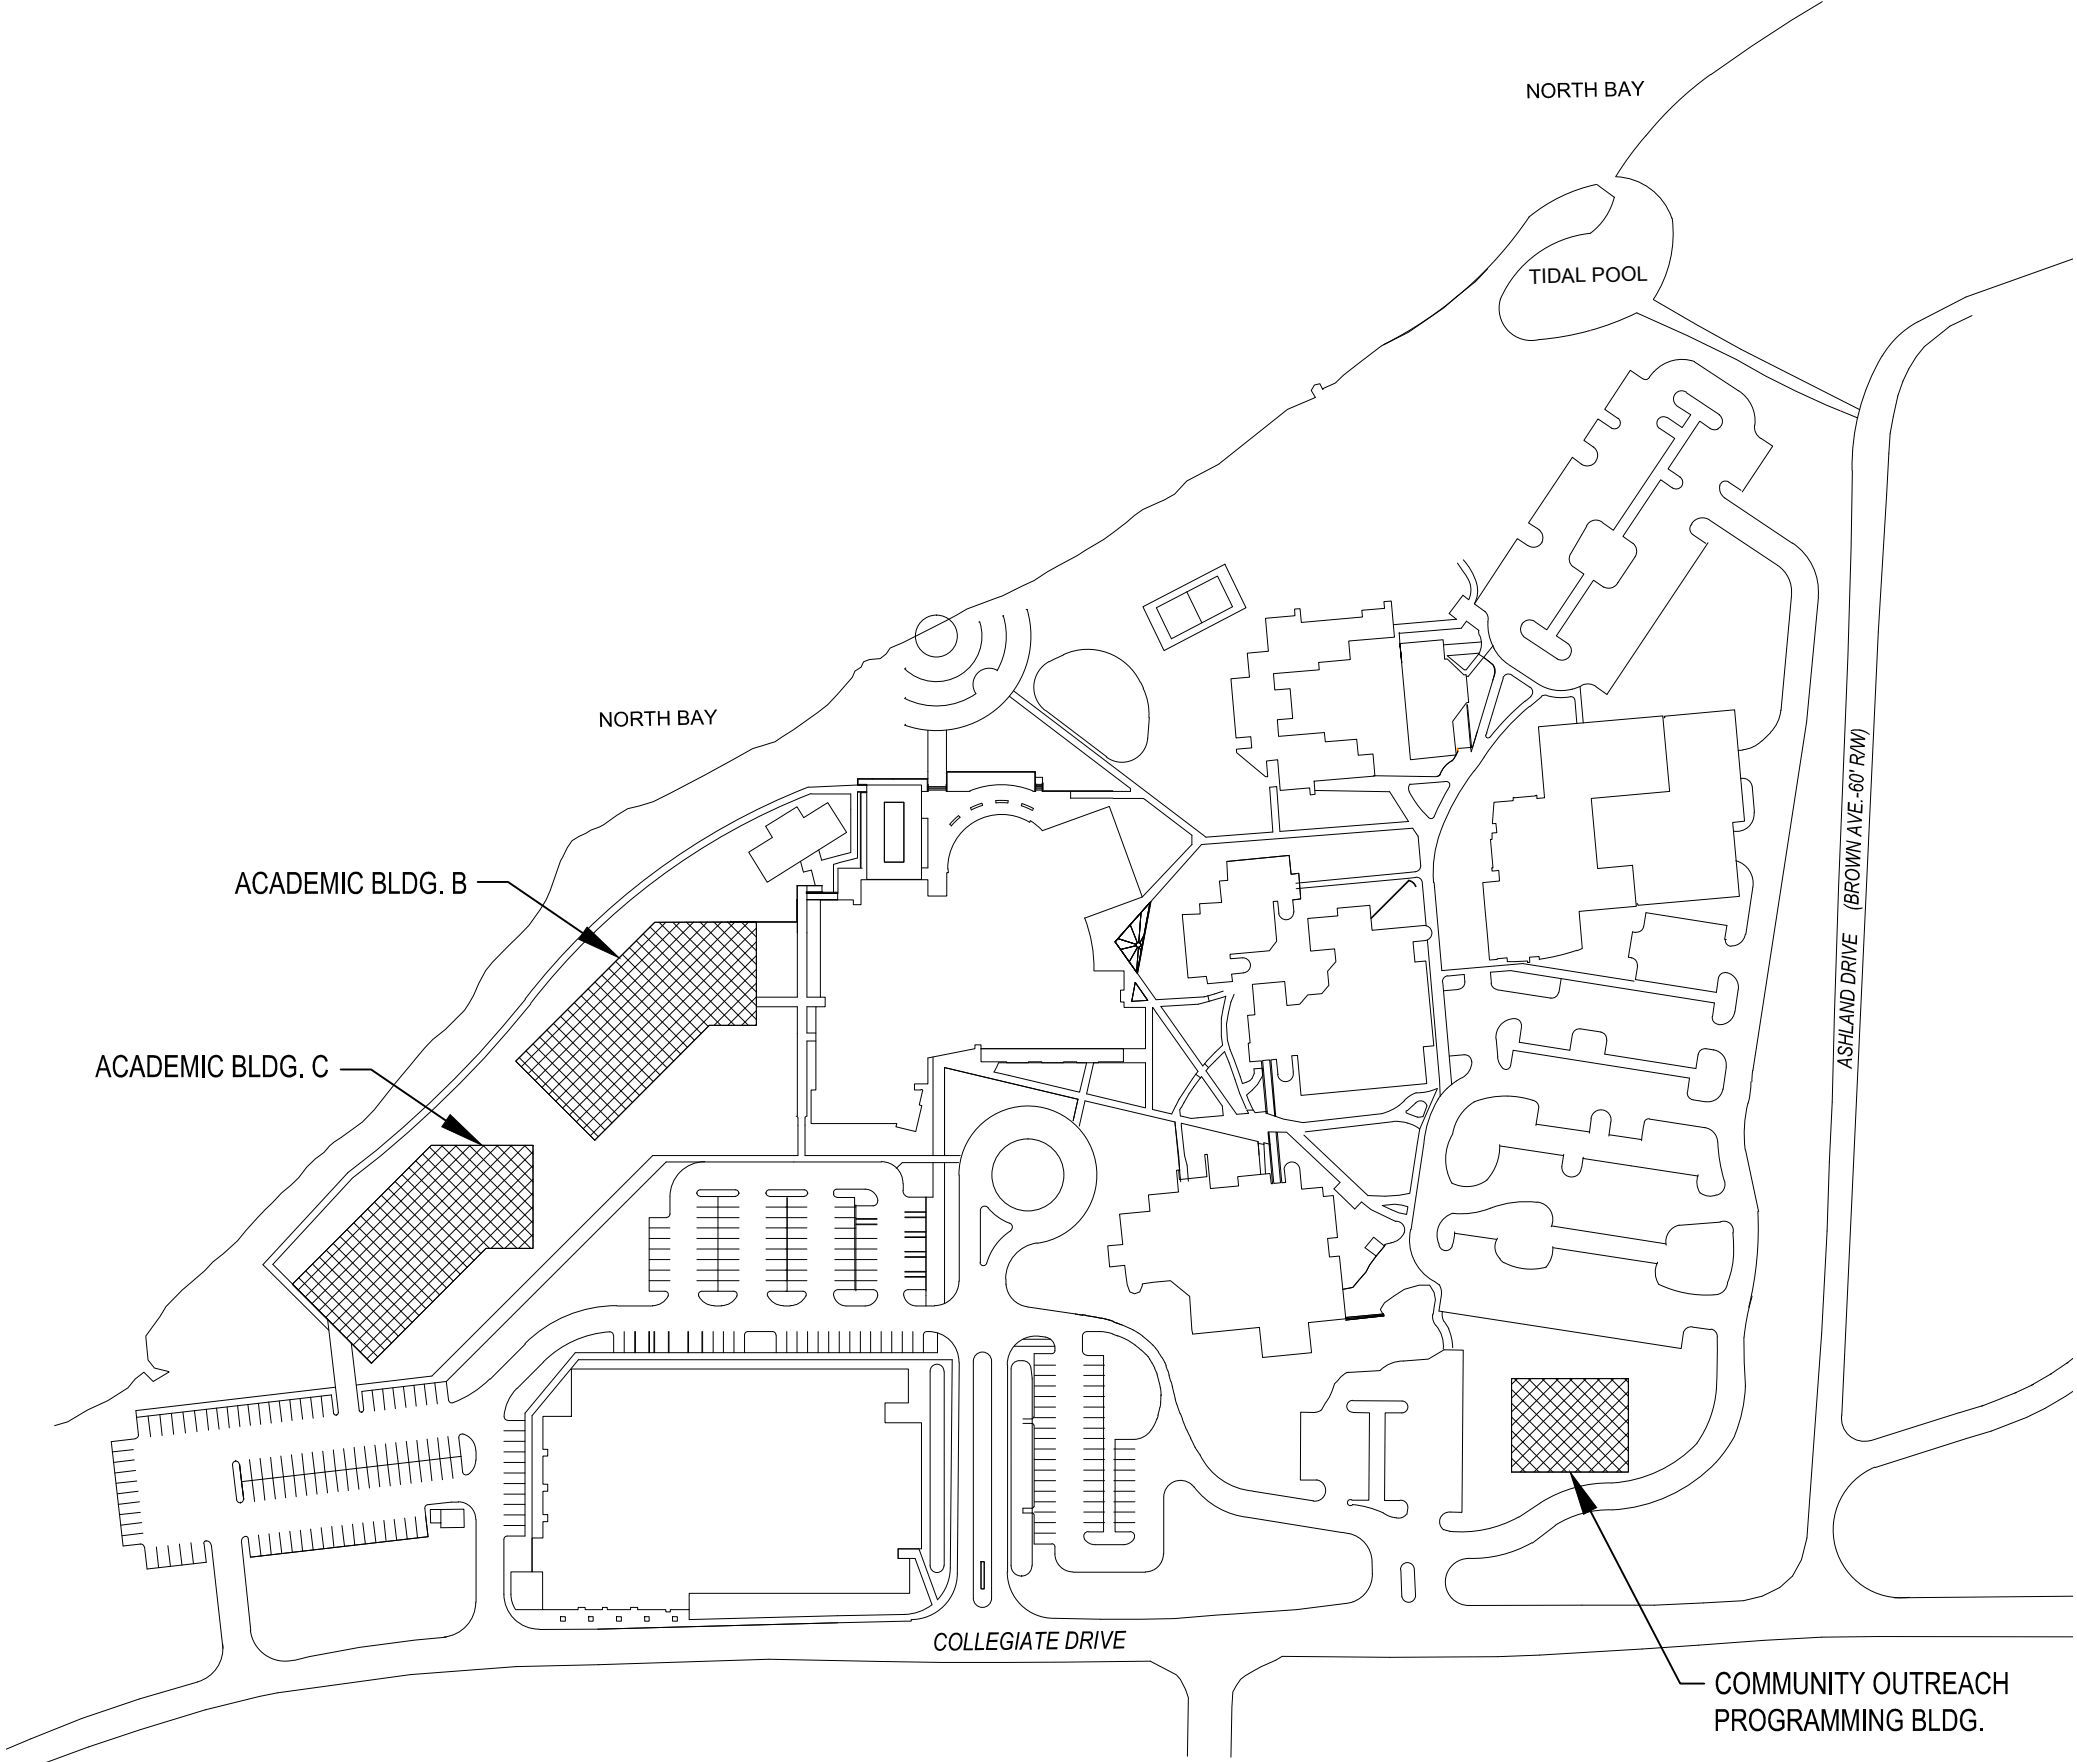 NORTH BAY
TIDAL POOL
NORTH BAY
ASHLAND DRIVE (BROWN AVE.-60' R/W)
ACADEMIC BLDG. B
ACADEMIC BLDG. C
COLLEGIATE DRIVE
COMMUNITY OUTREACH
PROGRAMMING BLDG.